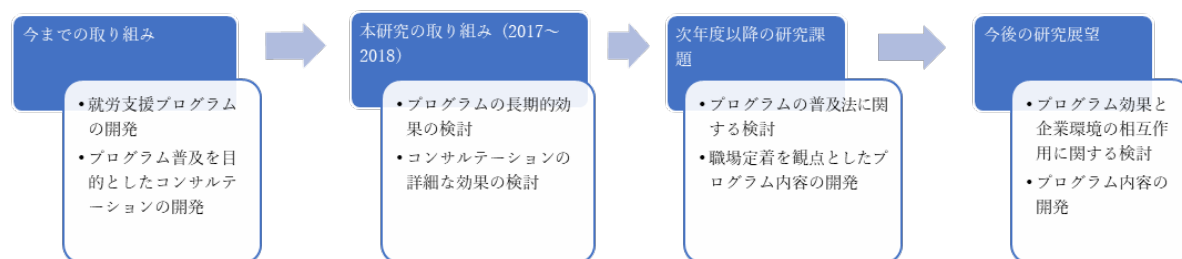 今までの取り組み
・就労支援プログラム
の開発
・プログラム普及を目
的としたコンサルテ
ーションの開発
本研究の取り組み（2017～
2018）
・プログラムの長期的効
果の検討
・コンサルテーションの
詳細な効果の検討
次年度以降の研究課
題
・プログラムの普及法に関
する検討
・職場定着を観点としたプ
ログラム内容の開発
今後の研究展望
・プログラム効果と
企業環境の相互作
用に関する検討
・プログラム内容の
開発